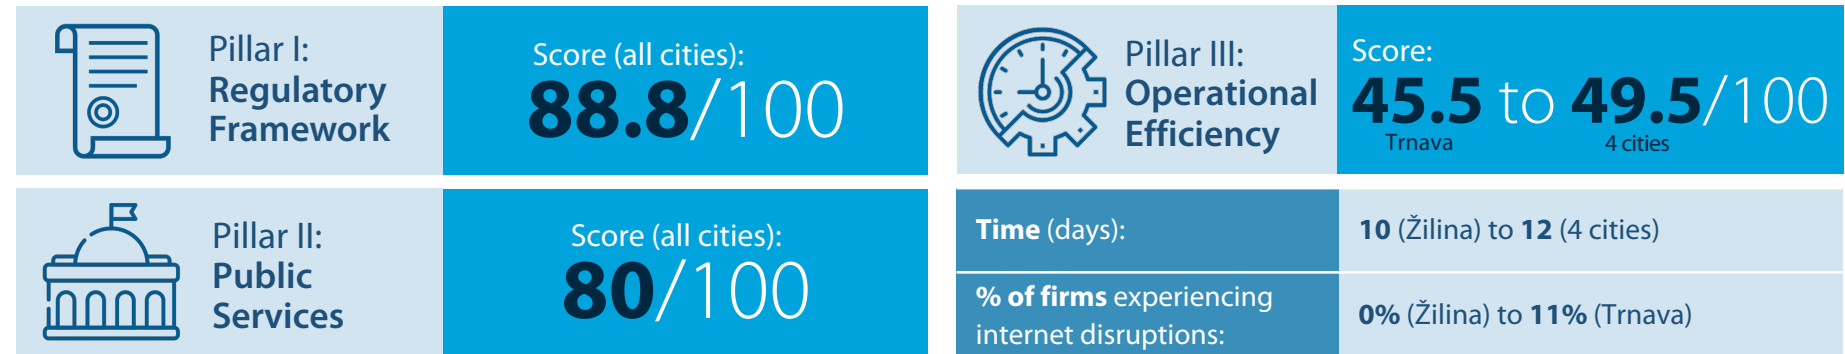 Pillar I:
Regulatory
Framework
Score (all cities):
88.8/100
Pillar II:
Public
Services
Score (all cities):
80/100
Pillar III:
Operational
Efficiency
Score:
45.5 to 49.5/100
Trnava 4 cities
Time (days): 10 (Žilina) to 12 (4 cities)
% of firms experiencing
internet disruptions:
0% (Žilina) to 11% (Trnava)